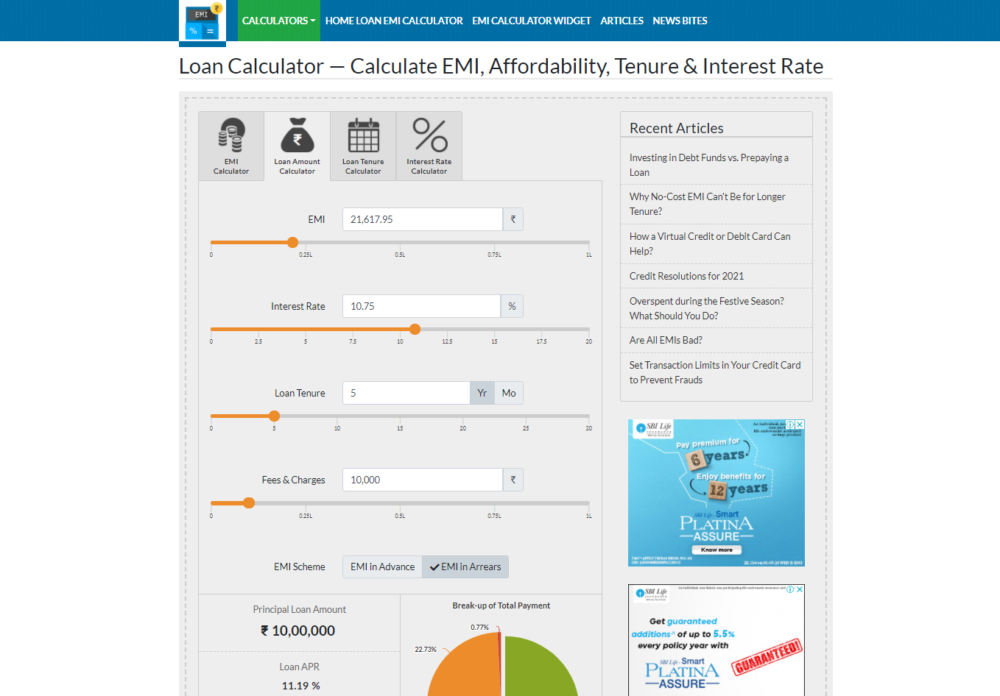 EMI ₹
% =
CALCULATORS
HOME LOAN EMI CALCULATOR
EMI CALCULATOR WIDGET
ARTICLES
NEWS BITES
Loan Calculator — Calculate EMI, Affordability, Tenure & Interest Rate
EMI
Calculator
₹
Loan Amount
Calculator
Loan Tenure
Calculator
Interest Rate
Calculator
EMI 21,617.95 ₹
0 0.25L 0.5L 0.75L 1L
Interest Rate 10.75 %
0 2.5 5 7.5 10 12.5 15 17.5 20
Loan Tenure 5 Yr Mo
0 5 10 15 20 25 30
Fees & Charges 10,000 ₹
0 0.25L 0.5L 0.75L 1L
EMI Scheme EMI in Advance EMI in Arrears
Principal Loan Amount
₹ 10,00,000
Loan APR
11.19 %
Break-up of Total Payment
0.77%
22.73%
Recent Articles
Investing in Debt Funds vs. Prepaying a
Loan
Why No-Cost EMI Can't Be for Longer
Tenure?
How a Virtual Credit or Debit Card Can
Help?
Credit Resolutions for 2021
Overspent during the Festive Season?
What Should You Do?
Are All EMIs Bad?
Set Transaction Limits in Your Credit Card
to Prevent Frauds
SBI Life
INSURANCE
Pay premium for
6 years
Enjoy benefits for
12 years
SBI Life - Smart
PLATINA
ASSURE
Know more
SBI Life
INSURANCE
Get guaranteed
additions^ of up to 5.5%
every policy year with
GUARANTEED!
SBI Life - Smart
PLATINA
ASSURE